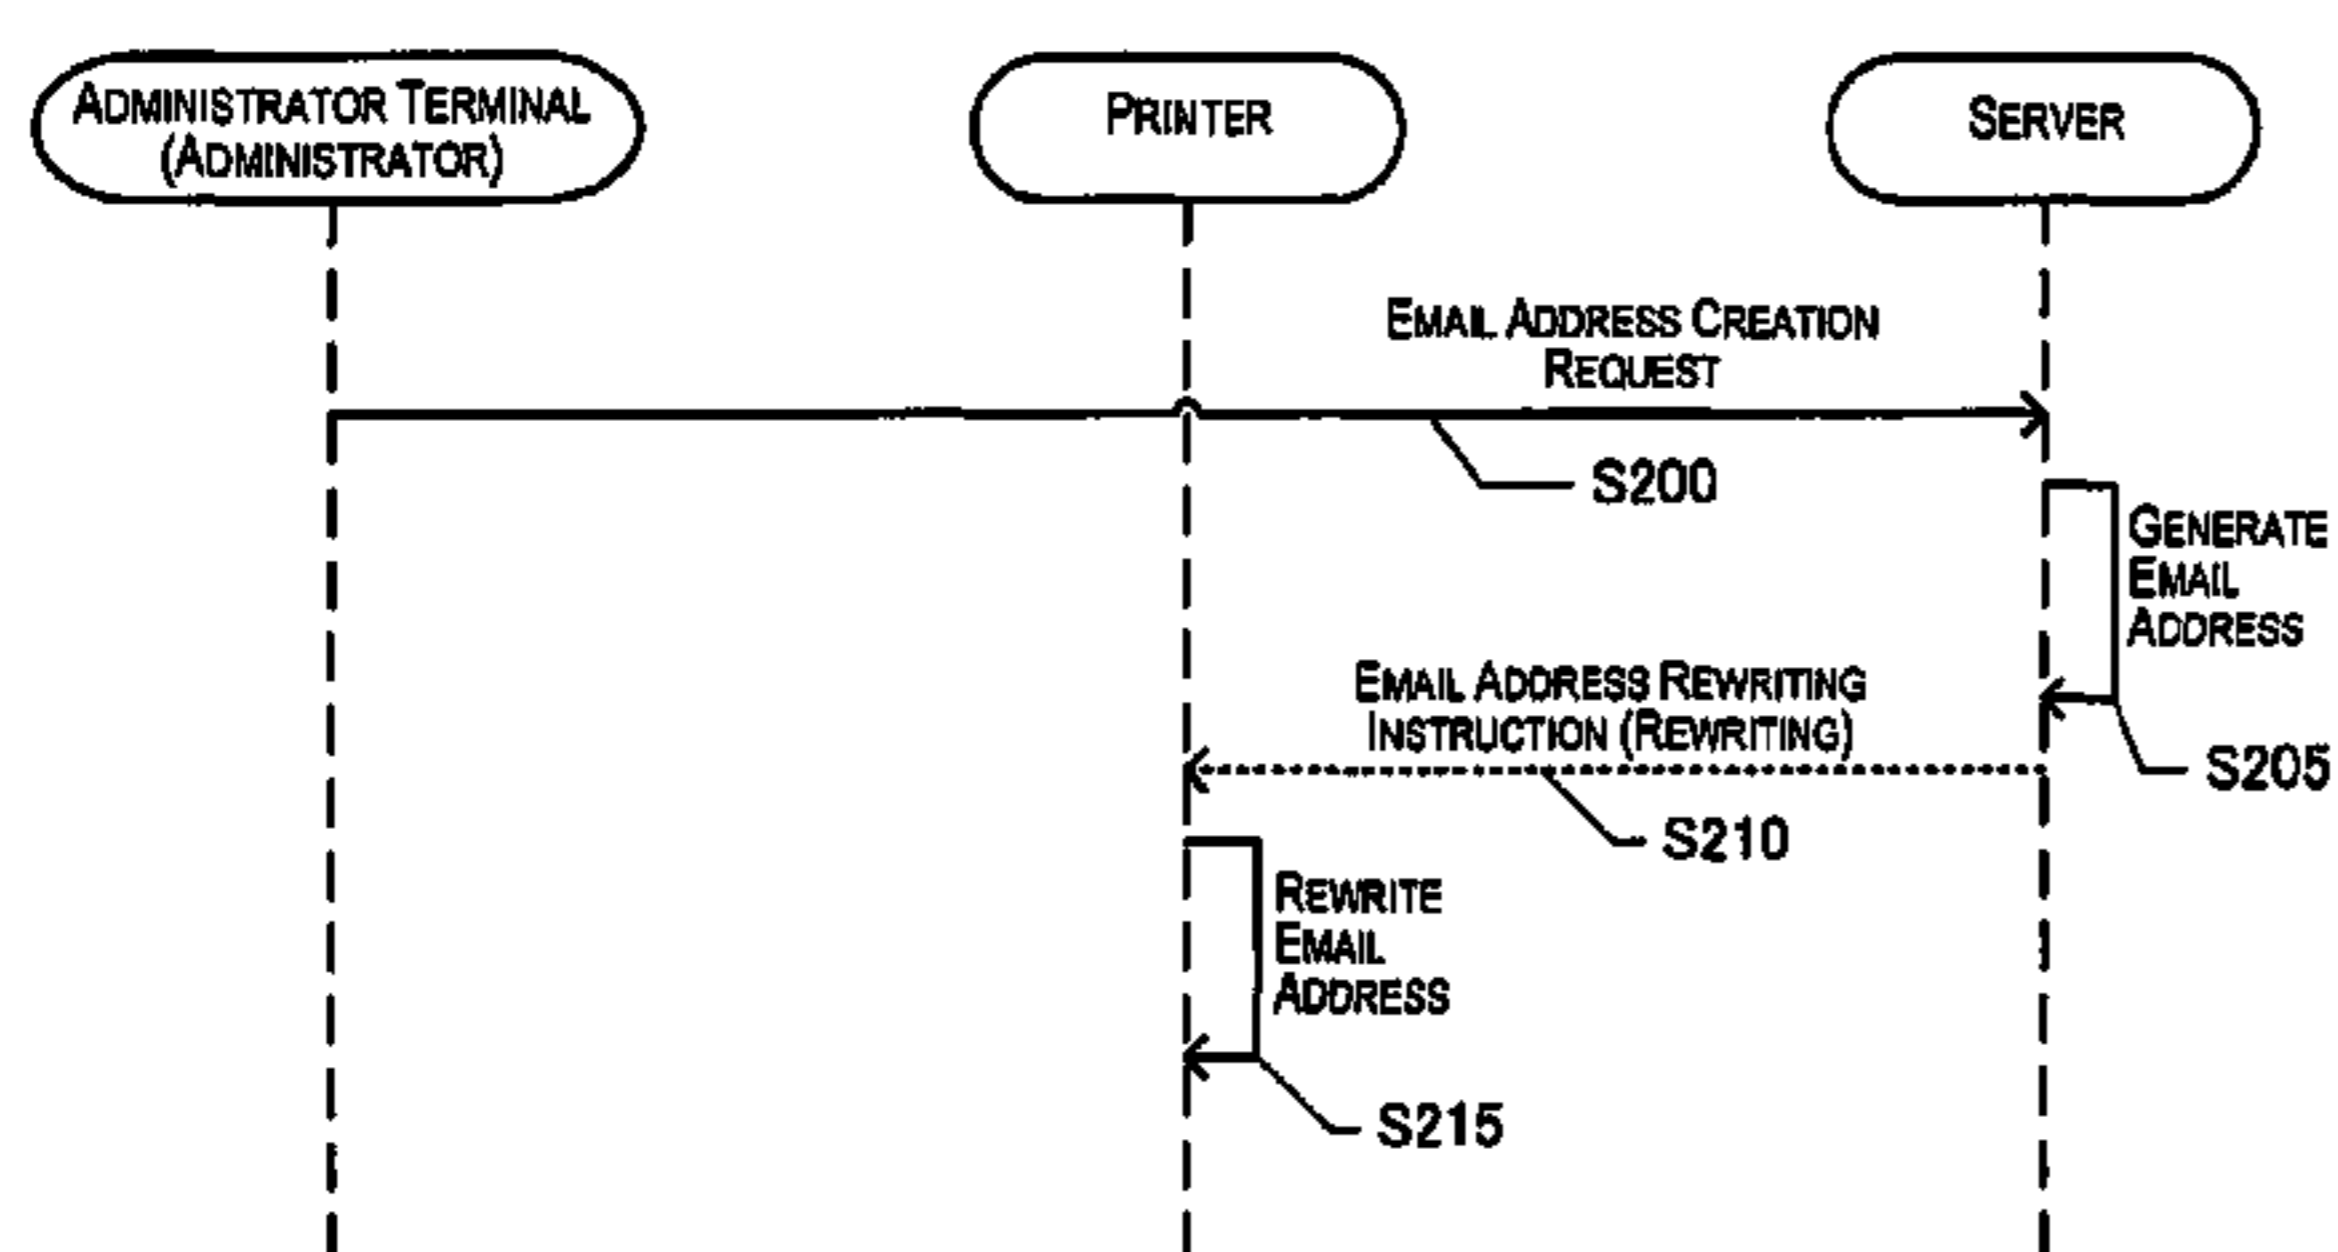 ADMINISTRATOR TERMINAL
(ADMINISTRATOR)
PRINTER
SERVER
EMAIL ADDRESS CREATION
REQUEST
S200
GENERATE
EMAIL
ADDRESS
S205
EMAIL ADDRESS REWRITING
INSTRUCTION (REWRITING)
S210
REWRITE
EMAIL
ADDRESS
S215